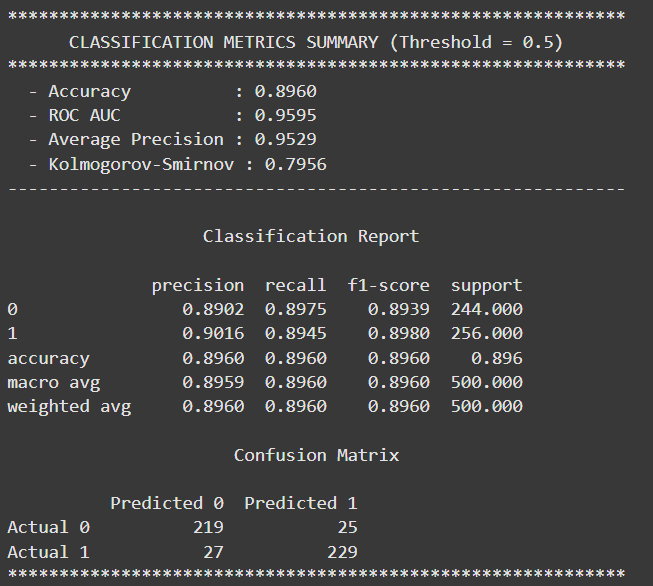 ************************************************************
CLASSIFICATION METRICS SUMMARY (Threshold = 0.5)
************************************************************
- Accuracy : 0.8960
- ROC AUC : 0.9595
- Average Precision : 0.9529
- Kolmogorov-Smirnov : 0.7956
------------------------------------------------------------
Classification Report
precision recall f1-score support
0 0.8902 0.8975 0.8939 244.000
1 0.9016 0.8945 0.8980 256.000
accuracy 0.8960 0.8960 0.8960 0.896
macro avg 0.8959 0.8960 0.8960 500.000
weighted avg 0.8960 0.8960 0.8960 500.000
Confusion Matrix
Predicted 0 Predicted 1
Actual 0 219 25
Actual 1 27 229
************************************************************